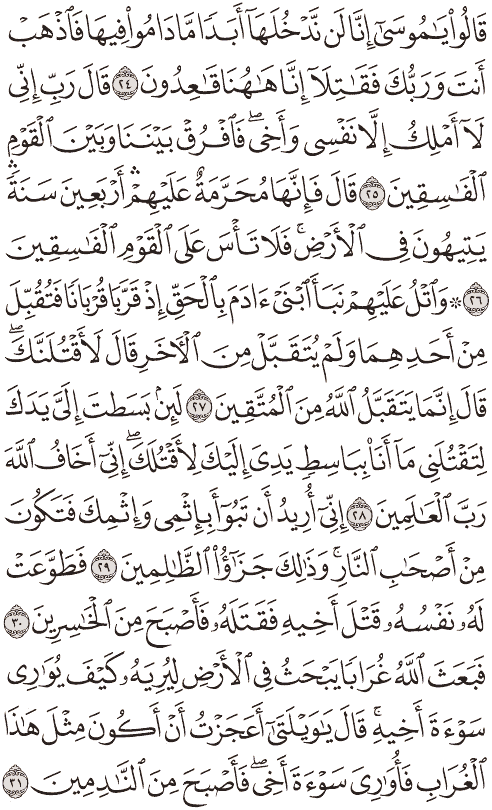 قَالُوا۟ يَـٰمُوسَىٰٓ إِنَّا لَن نَّدْخُلَهَآ أَبَدًا مَّا دَامُوا۟ فِيهَا فَٱذْهَبْ
أَنتَ وَرَبُّكَ فَقَـٰتِلَآ إِنَّا هَـٰهُنَا قَـٰعِدُونَ ﴿٢٤﴾ قَالَ رَبِّ إِنِّى
لَآ أَمْلِكُ إِلَّا نَفْسِى وَأَخِى ۖ فَٱفْرُقْ بَيْنَنَا وَبَيْنَ ٱلْقَوْمِ
ٱلْفَـٰسِقِينَ ﴿٢٥﴾ قَالَ فَإِنَّهَا مُحَرَّمَةٌ عَلَيْهِمْ ۛ أَرْبَعِينَ سَنَةً ۛ
يَتِيهُونَ فِى ٱلْأَرْضِ ۚ فَلَا تَأْسَ عَلَى ٱلْقَوْمِ ٱلْفَـٰسِقِينَ
﴿٢٦﴾ ۞ وَٱتْلُ عَلَيْهِمْ نَبَأَ ٱبْنَىْ ءَادَمَ بِٱلْحَقِّ إِذْ قَرَّبَا قُرْبَانًا فَتُقُبِّلَ
مِنْ أَحَدِهِمَا وَلَمْ يُتَقَبَّلْ مِنَ ٱلْـَٔاخَرِ قَالَ لَأَقْتُلَنَّكَ ۖ
قَالَ إِنَّمَا يَتَقَبَّلُ ٱللَّهُ مِنَ ٱلْمُتَّقِينَ ﴿٢٧﴾ لَئِنۢ بَسَطتَ إِلَىَّ يَدَكَ
لِتَقْتُلَنِى مَآ أَنَا۠ بِبَاسِطٍ يَدِىَ إِلَيْكَ لِأَقْتُلَكَ ۖ إِنِّىٓ أَخَافُ ٱللَّهَ
رَبَّ ٱلْعَـٰلَمِينَ ﴿٢٨﴾ إِنِّىٓ أُرِيدُ أَن تَبُوٓأَ بِإِثْمِى وَإِثْمِكَ فَتَكُونَ
مِنْ أَصْحَـٰبِ ٱلنَّارِ ۚ وَذَٰلِكَ جَزَٰٓؤُا۟ ٱلظَّـٰلِمِينَ ﴿٢٩﴾ فَطَوَّعَتْ
لَهُۥ نَفْسُهُۥ قَتْلَ أَخِيهِ فَقَتَلَهُۥ فَأَصْبَحَ مِنَ ٱلْخَـٰسِرِينَ ﴿٣٠﴾
فَبَعَثَ ٱللَّهُ غُرَابًا يَبْحَثُ فِى ٱلْأَرْضِ لِيُرِيَهُۥ كَيْفَ يُوَٰرِى
سَوْءَةَ أَخِيهِ ۚ قَالَ يَـٰوَيْلَتَىٰٓ أَعَجَزْتُ أَنْ أَكُونَ مِثْلَ هَـٰذَا
ٱلْغُرَابِ فَأُوَٰرِىَ سَوْءَةَ أَخِى ۖ فَأَصْبَحَ مِنَ ٱلنَّـٰدِمِينَ ﴿٣١﴾